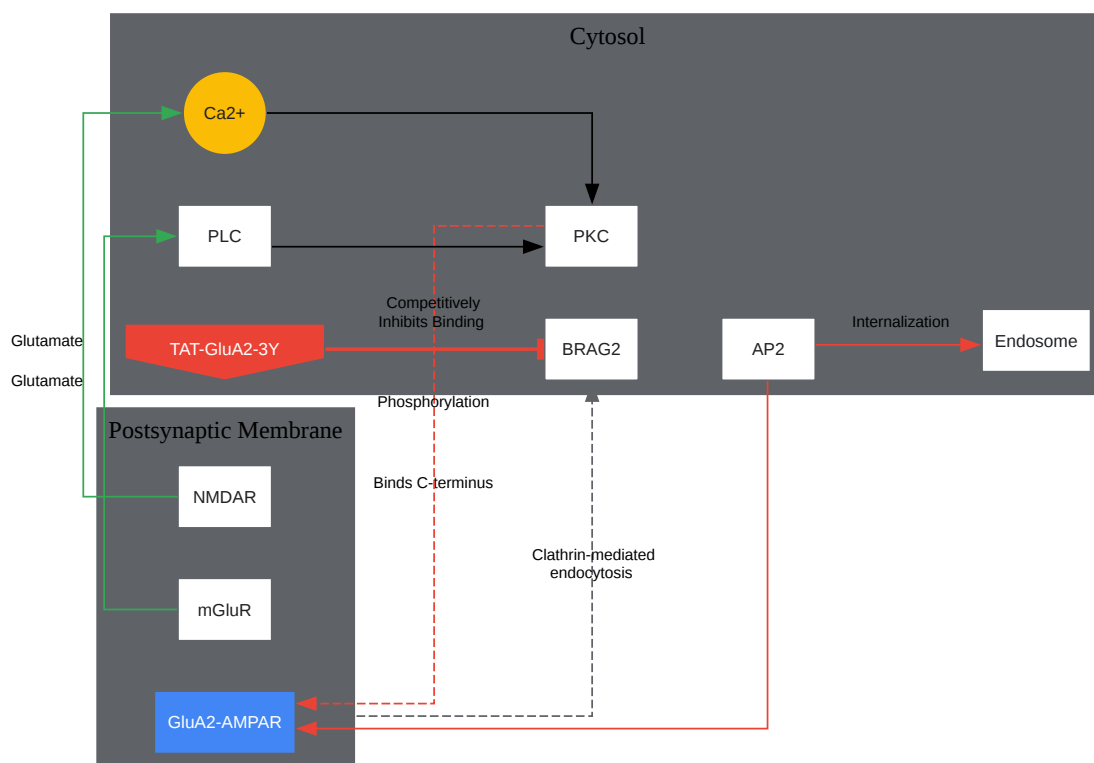 Cytosol
Ca2+
PLC
PKC
Competitively
Inhibits Binding
Internalization
Glutamate
TAT-GluA2-3Y
BRAG2
AP2
Endosome
Glutamate
Phosphorylation
Postsynaptic Membrane
Binds C-terminus
NMDAR
Clathrin-mediated
endocytosis
mGluR
GluA2-AMPAR